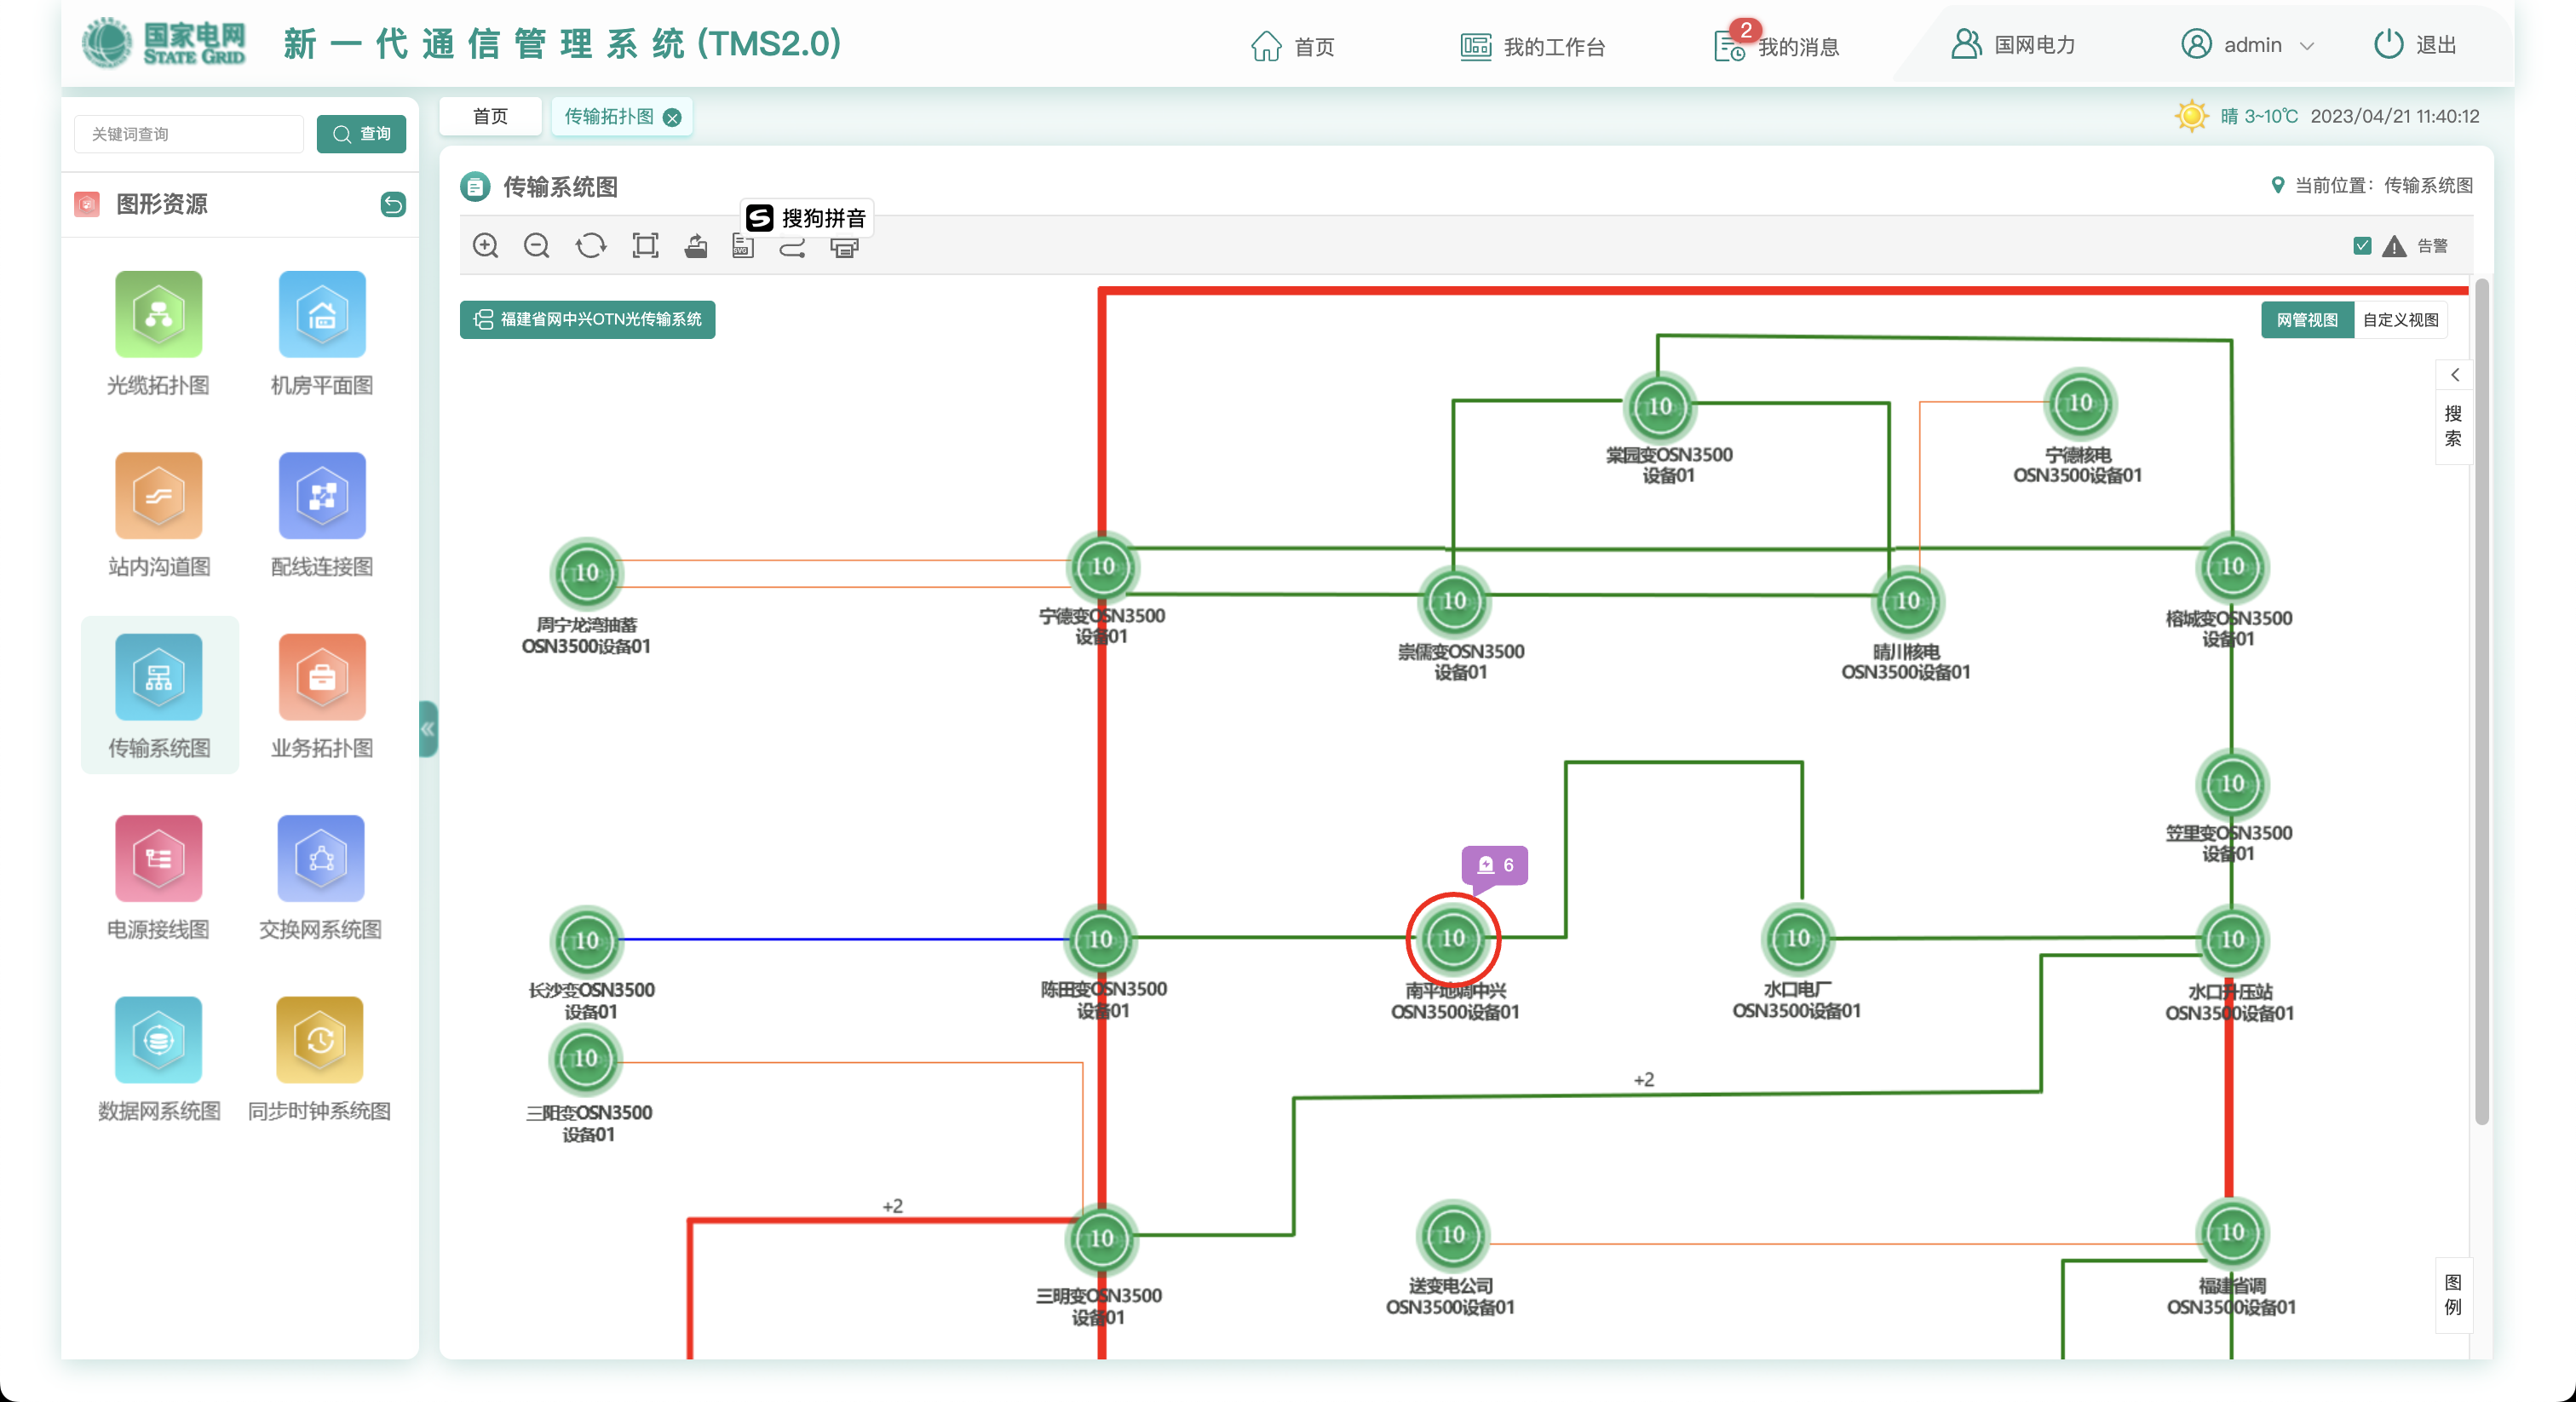 国家电网
STATE GRID
新一代通信管理系统(TMS2.0)
首页
我的工作台
2
我的消息
国网电力
admin
退出
关键词查询
查询
首页
传输拓扑图
晴 3~10℃ 2023/04/21 11:40:12
图形资源
传输系统图
当前位置：传输系统图
搜狗拼音
SVG
告警
福建省网中兴OTN光传输系统
网管视图
自定义视图
搜索
光缆拓扑图
机房平面图
站内沟道图
配线连接图
传输系统图
业务拓扑图
电源接线图
交换网系统图
数据网系统图
同步时钟系统图
10
棠园变OSN3500
设备01
10
宁德核电
OSN3500设备01
10
周宁龙湾抽蓄
OSN3500设备01
10
宁德变OSN3500
设备01
10
崇儒变OSN3500
设备01
10
晴川核电
OSN3500设备01
10
榕城变OSN3500
设备01
10
笠里变OSN3500
设备01
6
10
长沙变OSN3500
设备01
10
陈田变OSN3500
设备01
10
南平地调中兴
OSN3500设备01
10
水口电厂
OSN3500设备01
10
水口升压站
OSN3500设备01
10
三阳变OSN3500
设备01
+2
+2
10
三明变OSN3500
设备01
10
送变电公司
OSN3500设备01
10
福建省调
OSN3500设备01
图例